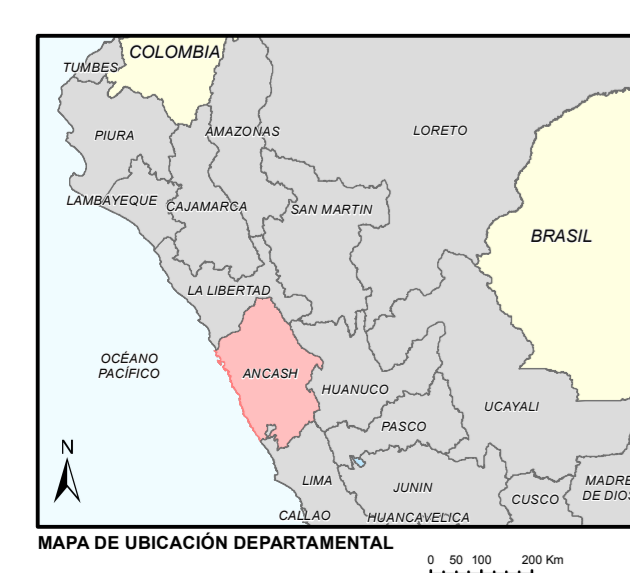 COLOMBIA
TUMBES
PIURA
AMAZONAS
LORETO
LAMBAYEQUE
CAJAMARCA
SAN MARTIN
BRASIL
LA LIBERTAD
OCÉANO
PACÍFICO
ANCASH
HUANUCO
UCAYALI
PASCO
N
LIMA
JUNIN
MADRE
DE DIOS
CUSCO
CALLAO
HUANCAVELICA
MAPA DE UBICACIÓN DEPARTAMENTAL
0 50 100 200 Km